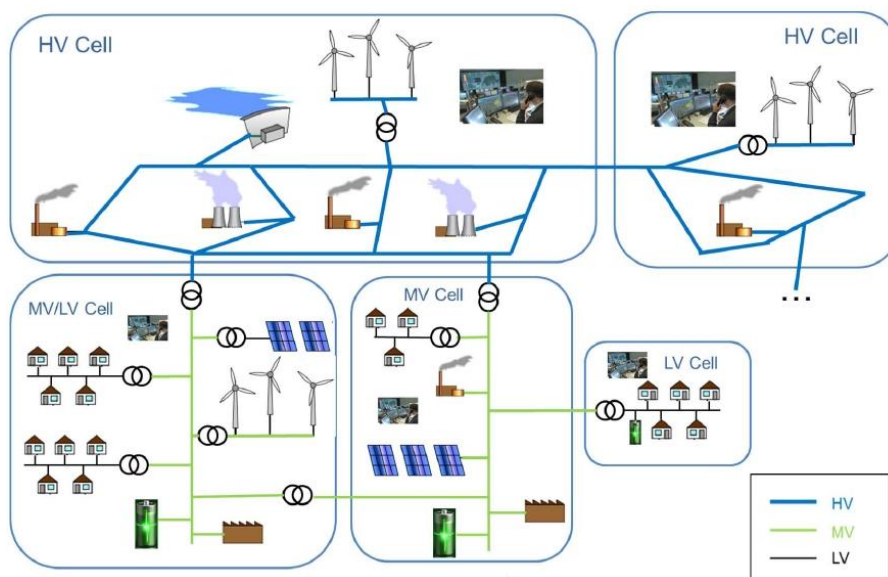 HV Cell
HV Cell
...
MV/LV Cell
MV Cell
LV Cell
HV
MV
LV